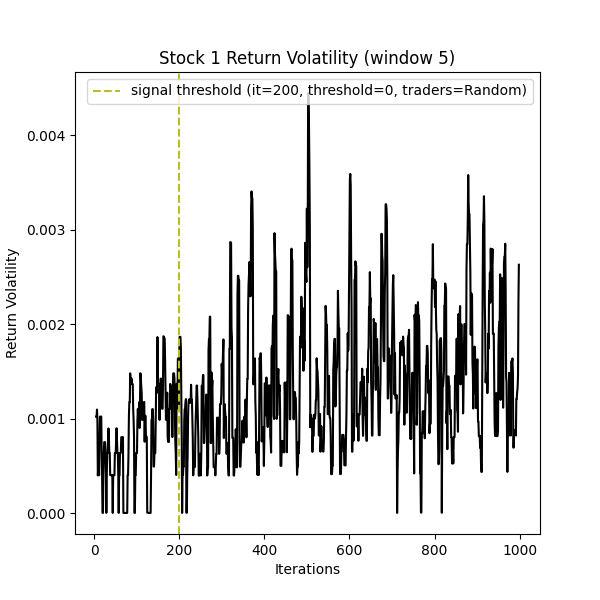 Stock 1 Return Volatility (window 5)
signal threshold (it=200, threshold=0, traders=Random)
0.004
0.003
0.002
0.001
0.000
Return Volatility
0 200 400 600 800 1000
Iterations